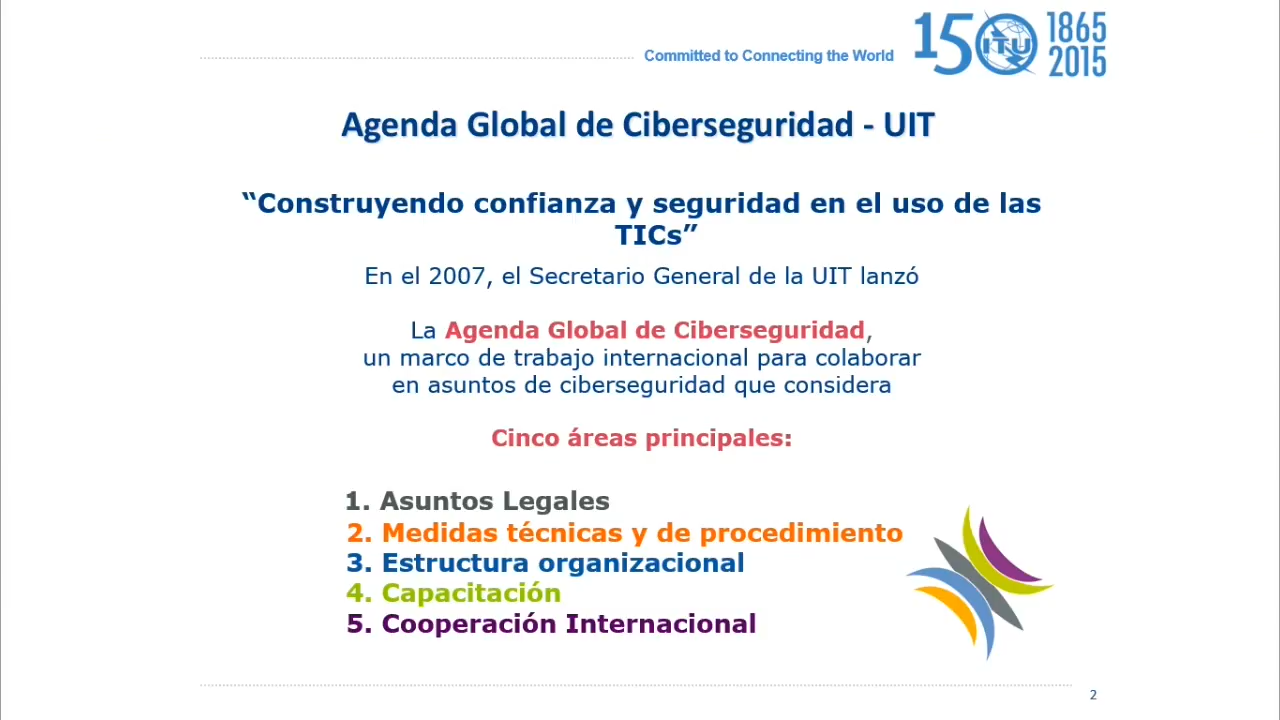 Committed to Connecting the World
150 ITU 1865
2015
Agenda Global de Ciberseguridad - UIT
“Construyendo confianza y seguridad en el uso de las
TICs”
En el 2007, el Secretario General de la UIT lanzó
La Agenda Global de Ciberseguridad,
un marco de trabajo internacional para colaborar
en asuntos de ciberseguridad que considera
Cinco áreas principales:
1. Asuntos Legales
2. Medidas técnicas y de procedimiento
3. Estructura organizacional
4. Capacitación
5. Cooperación Internacional
2